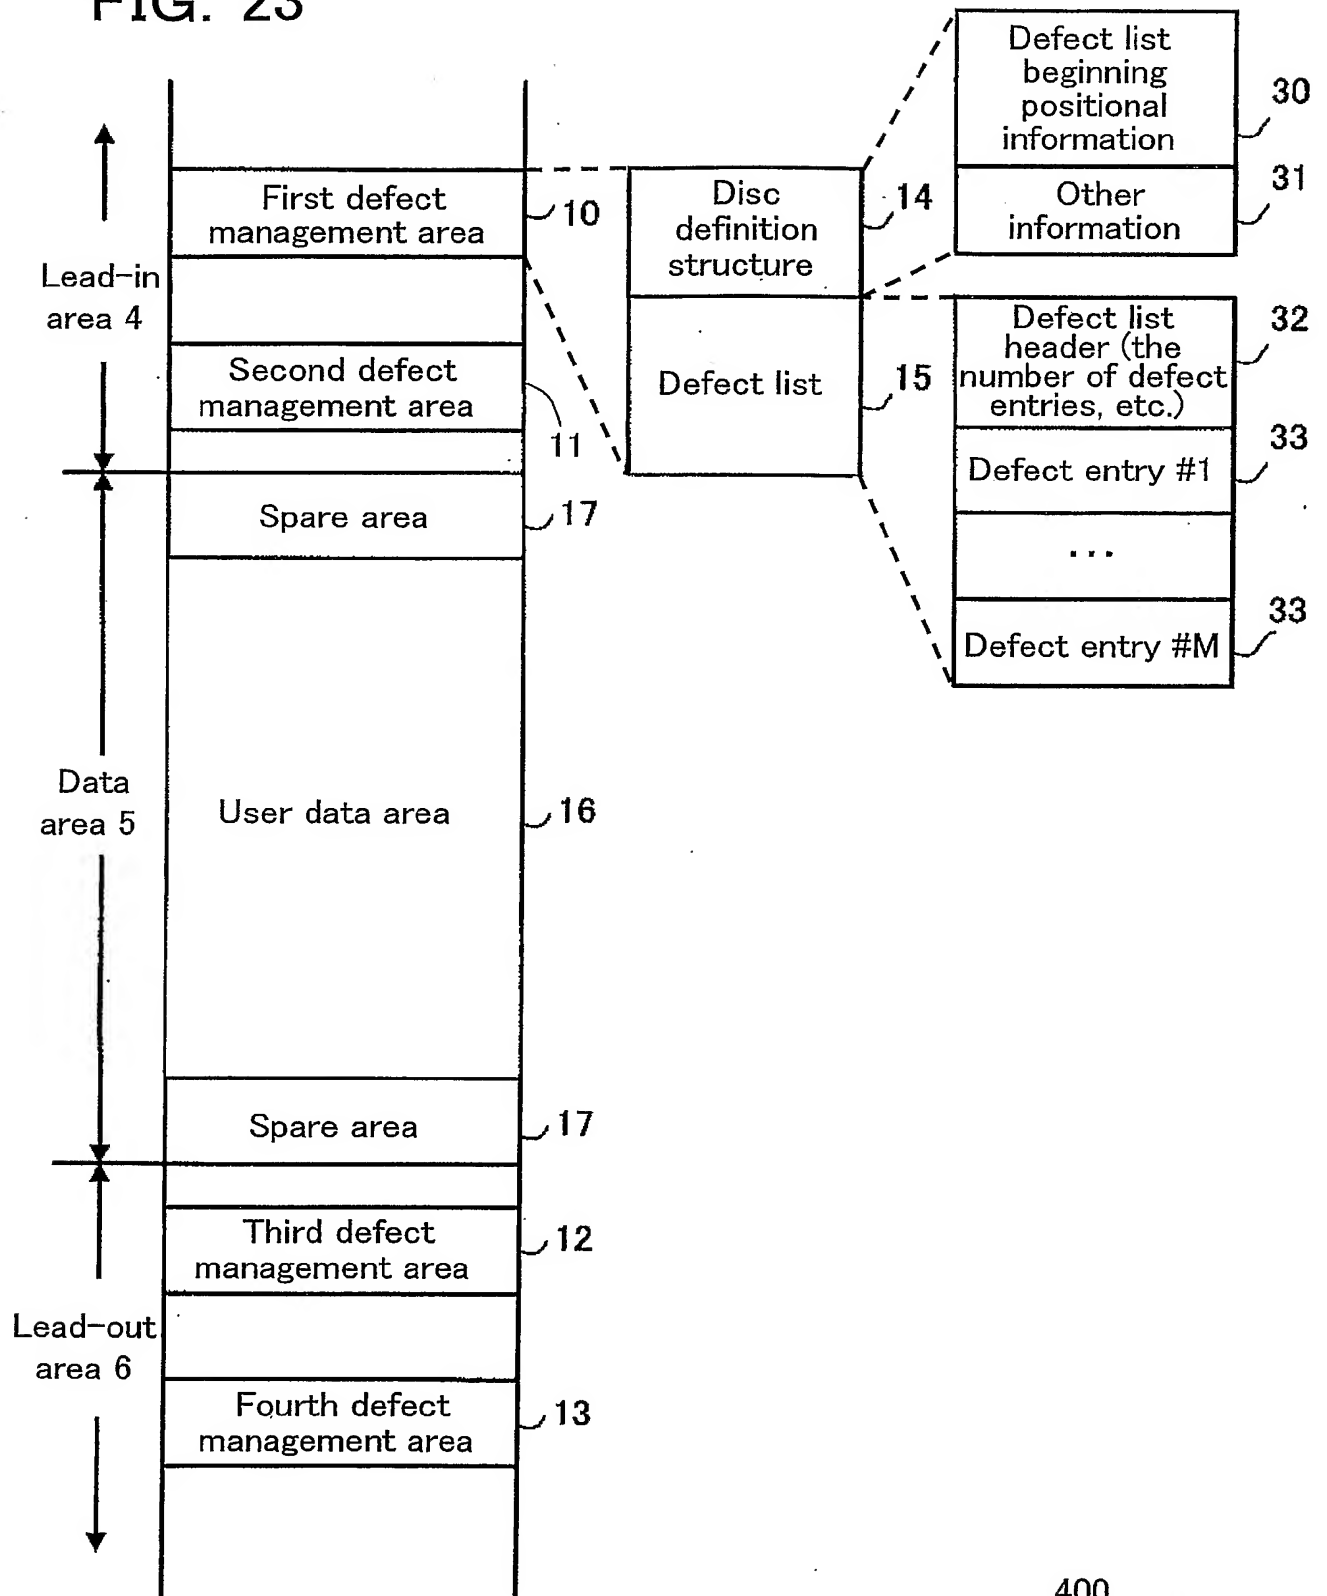 FIG. 23
Defect list
beginning
positional
information
30
Other
information
31
First defect
management area
10
Disc
definition
structure
14
Lead-in
area 4
Second defect
management area
11
Defect list
15
Defect list
header (the
number of defect
entries, etc.)
32
Defect entry #1
33
...
Defect entry #M
33
Spare area
17
Data
area 5
User data area
16
Spare area
17
Third defect
management area
12
Lead-out
area 6
Fourth defect
management area
13
400